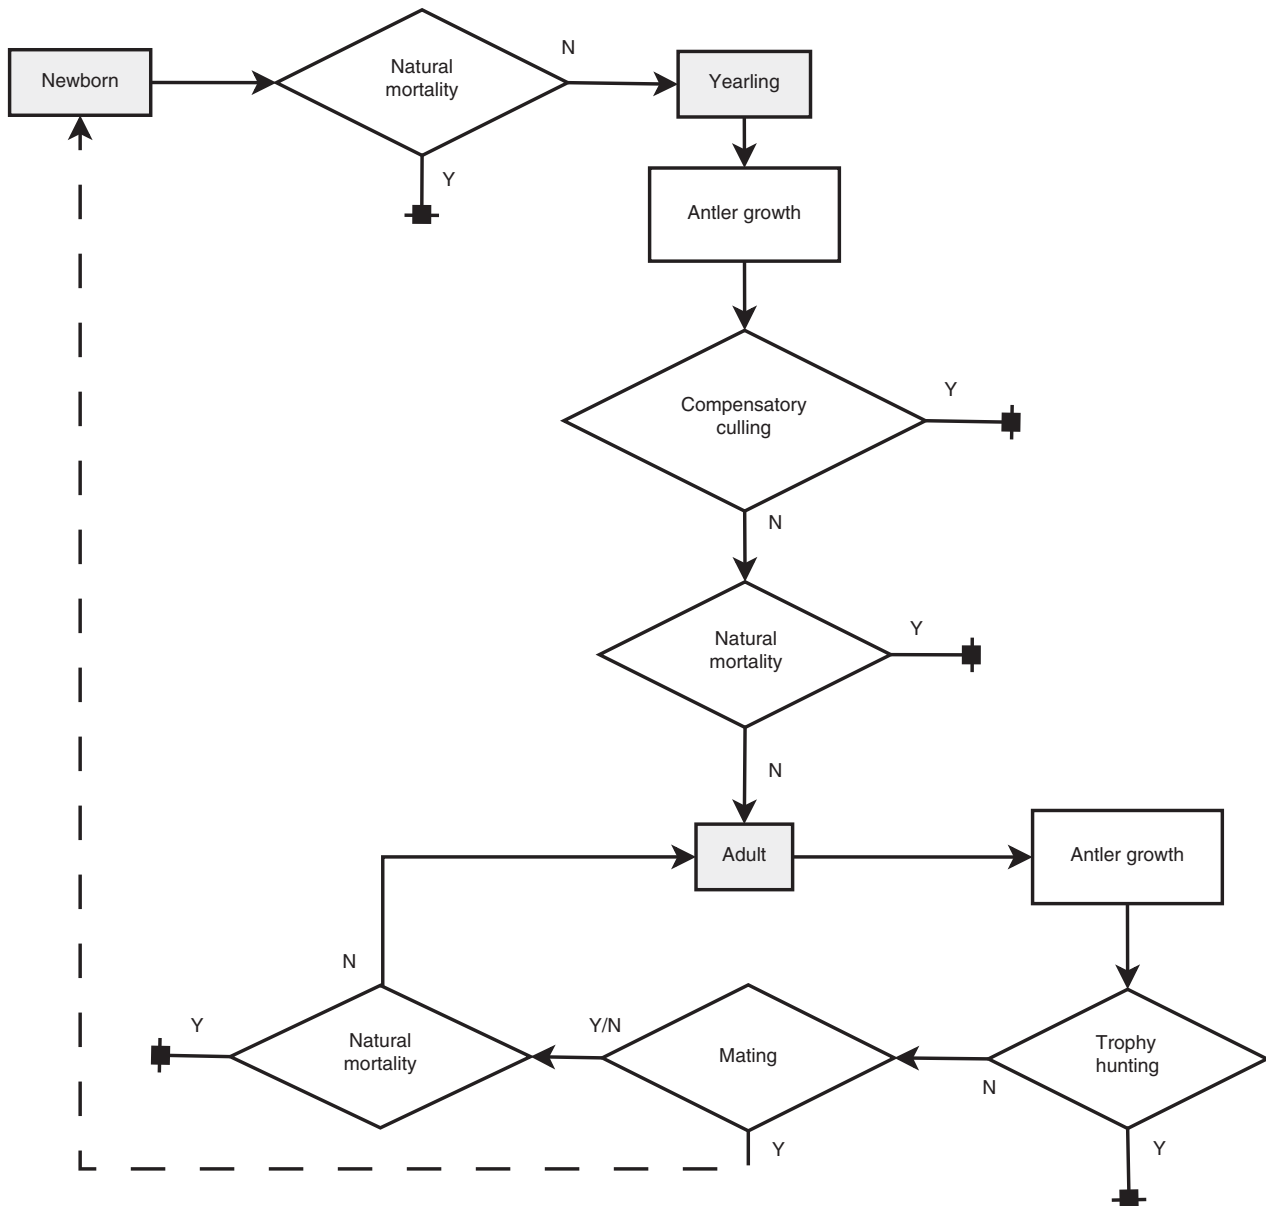 Newborn
Natural
mortality
N
Yearling
Y
Antler growth
Compensatory
culling
Y
N
Natural
mortality
Y
N
Adult
Antler growth
N
Y
Natural
mortality
Y/N
Mating
Trophy
hunting
N
Y
Y